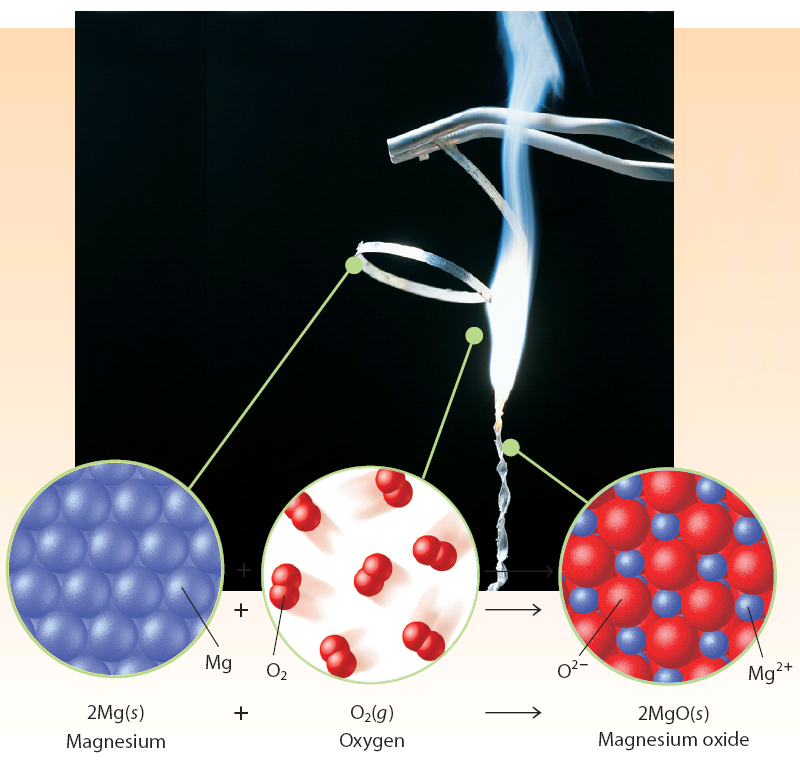 +
+
Mg
O₂
O²⁻
Mg²⁺
2Mg(s) + O₂(g) ⟶ 2MgO(s)
Magnesium Oxygen Magnesium oxide